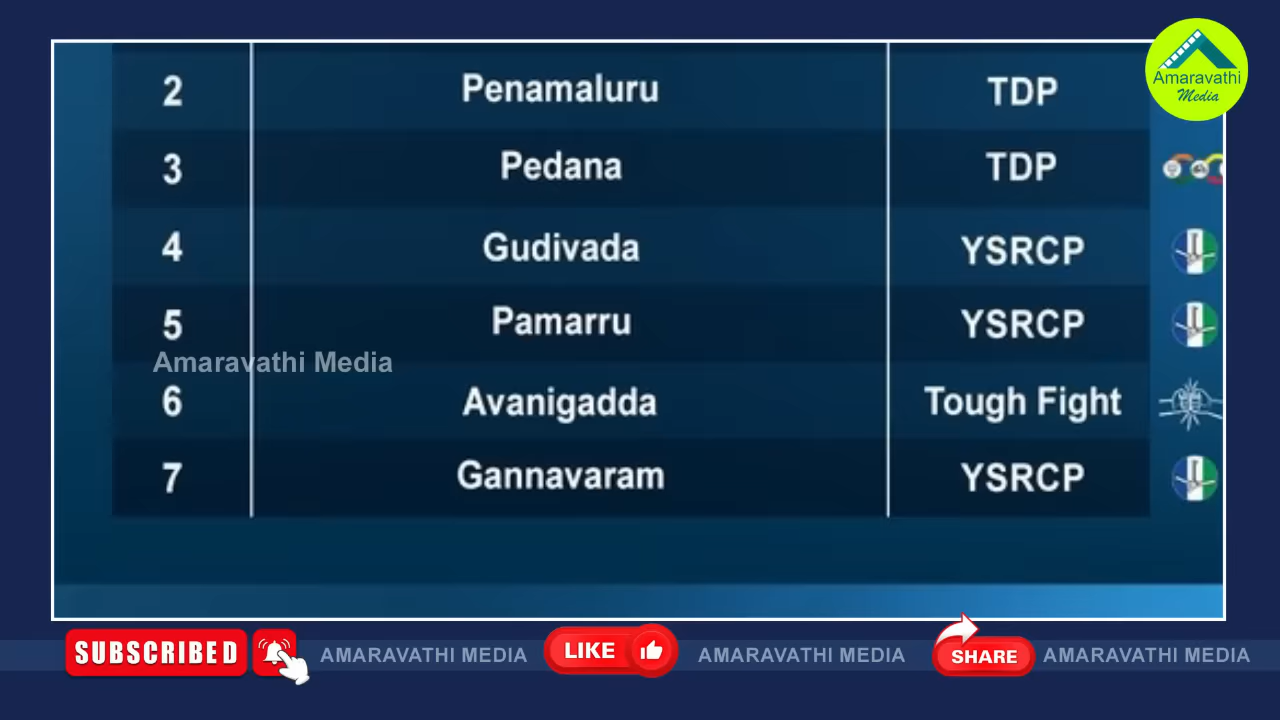 2 Penamaluru TDP
Amaravathi
Media
3 Pedana TDP
4 Gudivada YSRCP
5 Pamarru YSRCP
Amaravathi Media
6 Avanigadda Tough Fight
7 Gannavaram YSRCP
SUBSCRIBED AMARAVATHI MEDIA LIKE AMARAVATHI MEDIA SHARE AMARAVATHI MEDIA